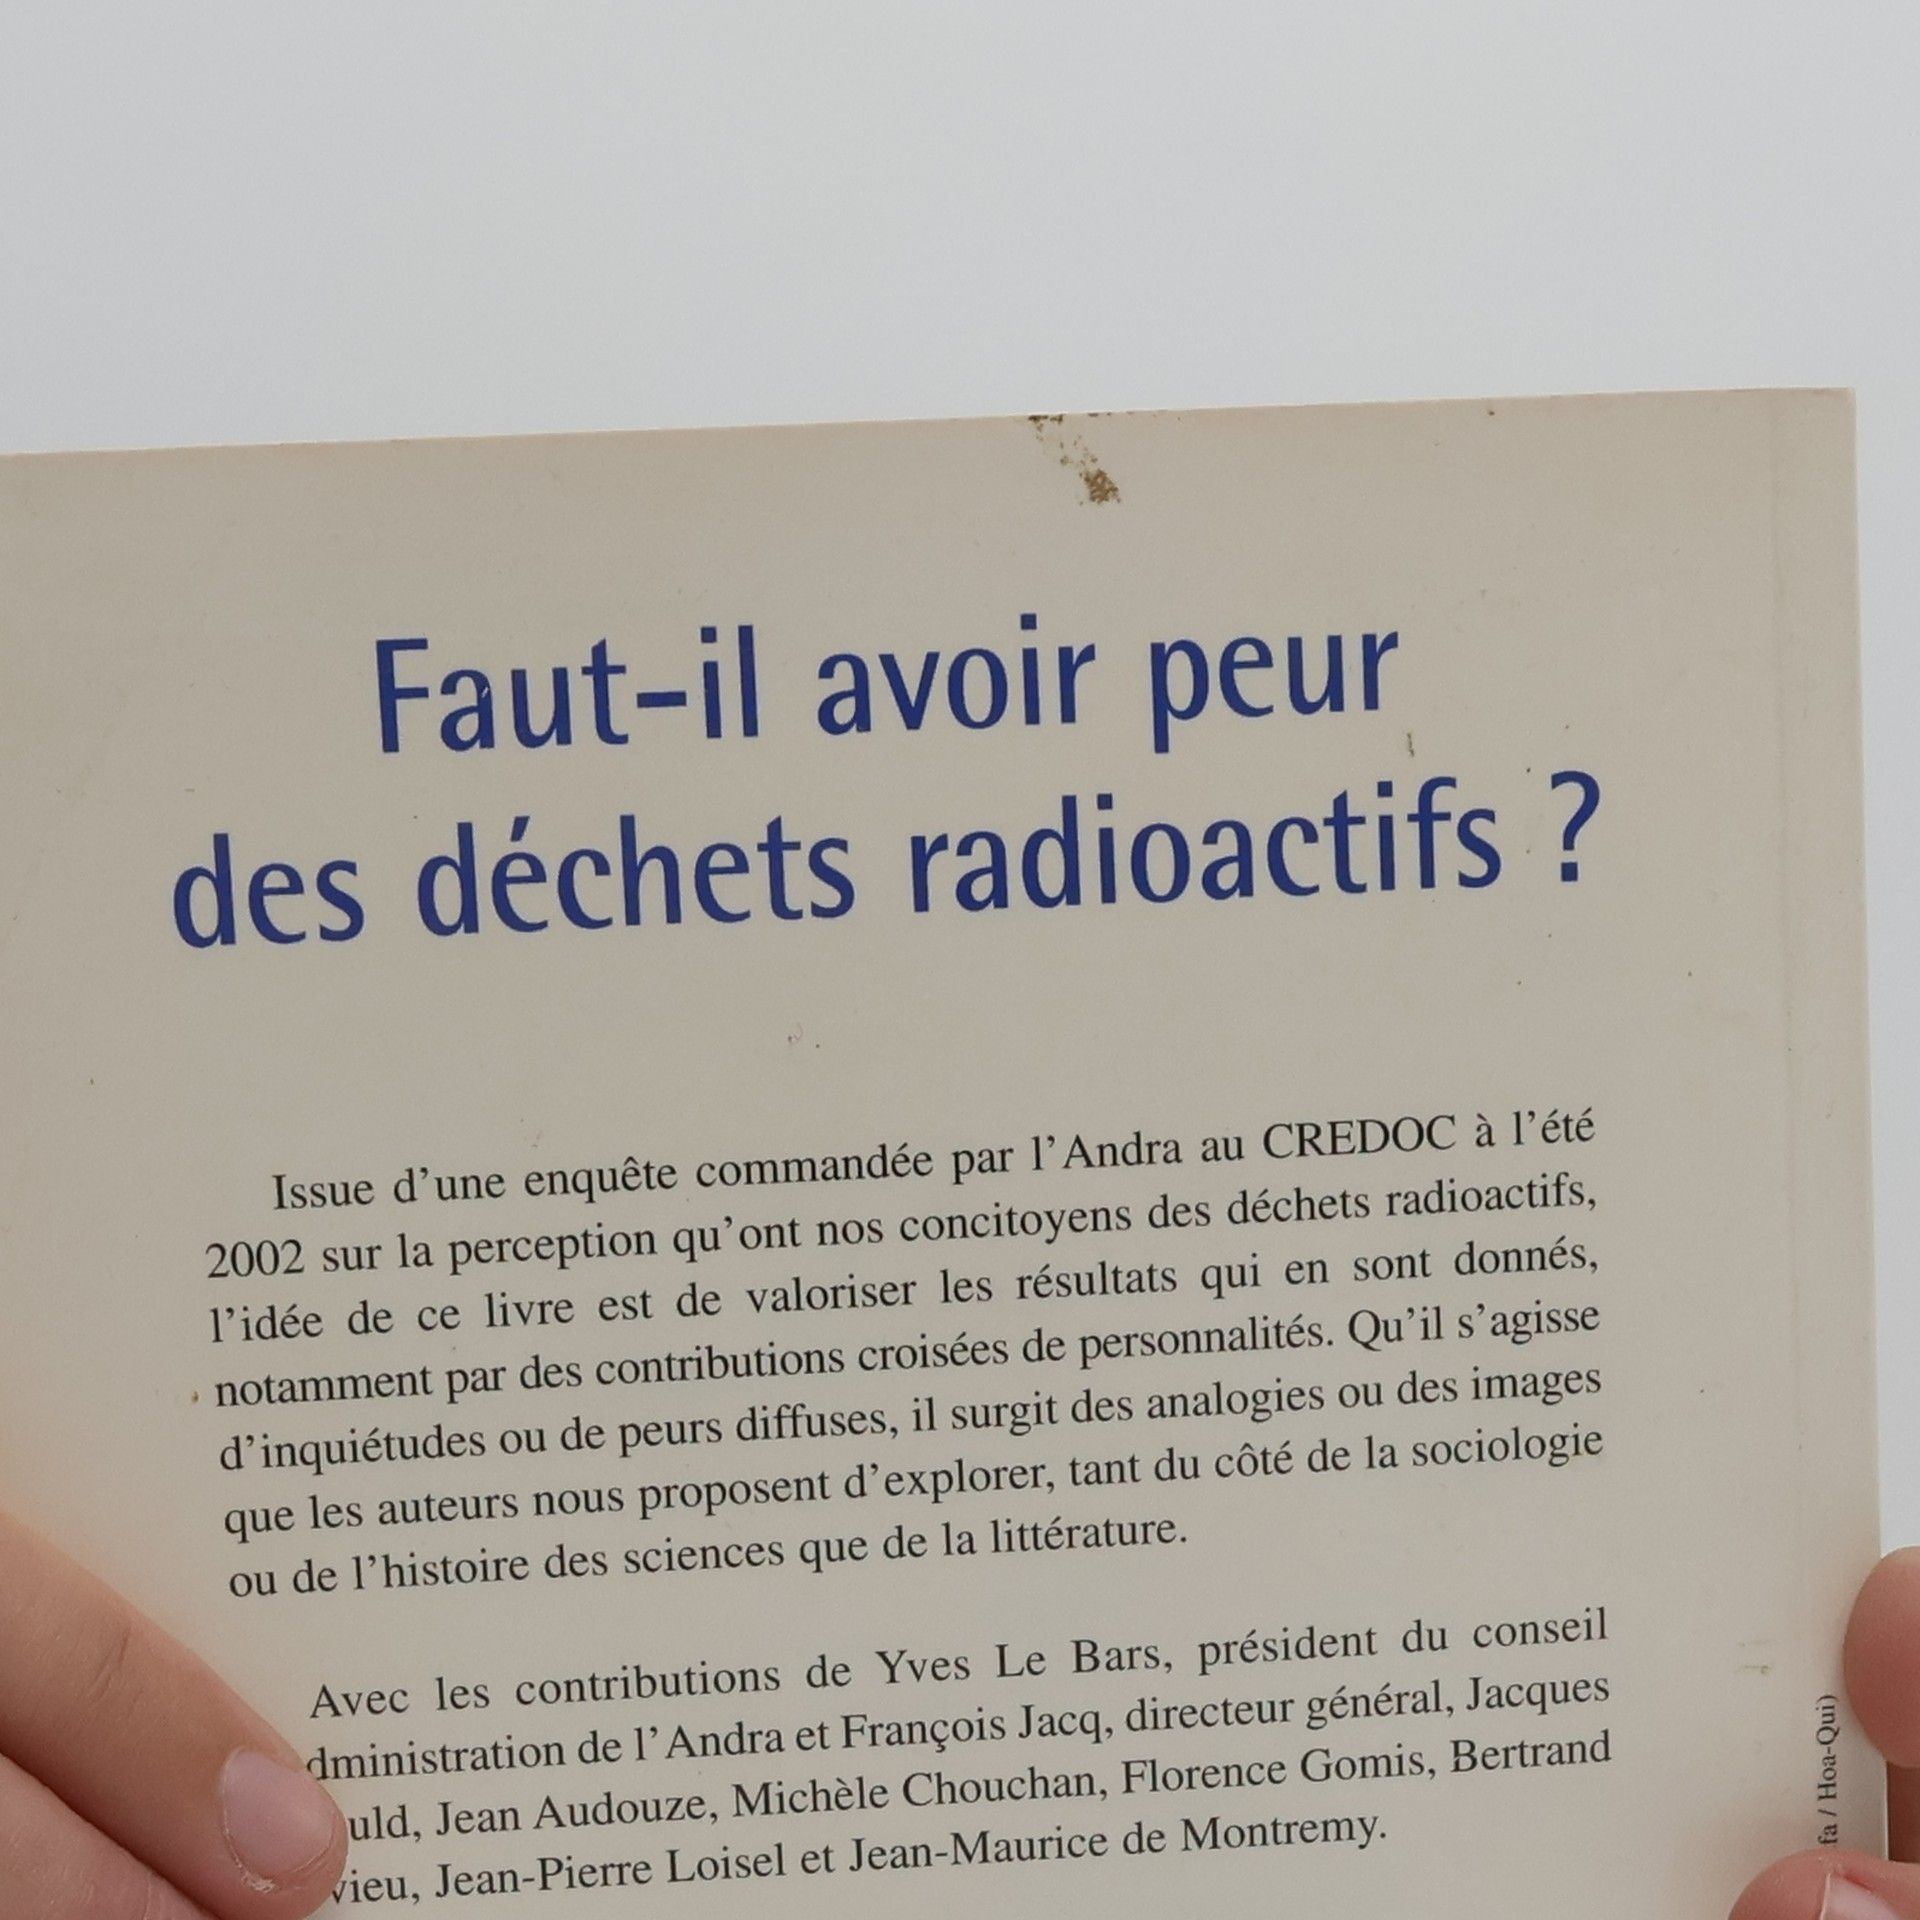 Faut-il avoir peur
des déchets radioactifs ?
Issue d'une enquête commandée par l'Andra au CREDOC à l'été
2002 sur la perception qu'ont nos concitoyens des déchets radioactifs,
l'idée de ce livre est de valoriser les résultats qui en sont donnés,
notamment par des contributions croisées de personnalités. Qu'il s'agisse
d'inquiétudes ou de peurs diffuses, il surgit des analogies ou des images
que les auteurs nous proposent d'explorer, tant du côté de la sociologie
ou de l'histoire des sciences que de la littérature.
Avec les contributions de Yves Le Bars, président du conseil
de l'Andra et François Jacq, directeur général, Jacques
Jean Audouze, Michèle Chouchan, Florence Gomis, Bertrand
Jean-Pierre Loisel et Jean-Maurice de Montremy.
/ Hoa-Qui)